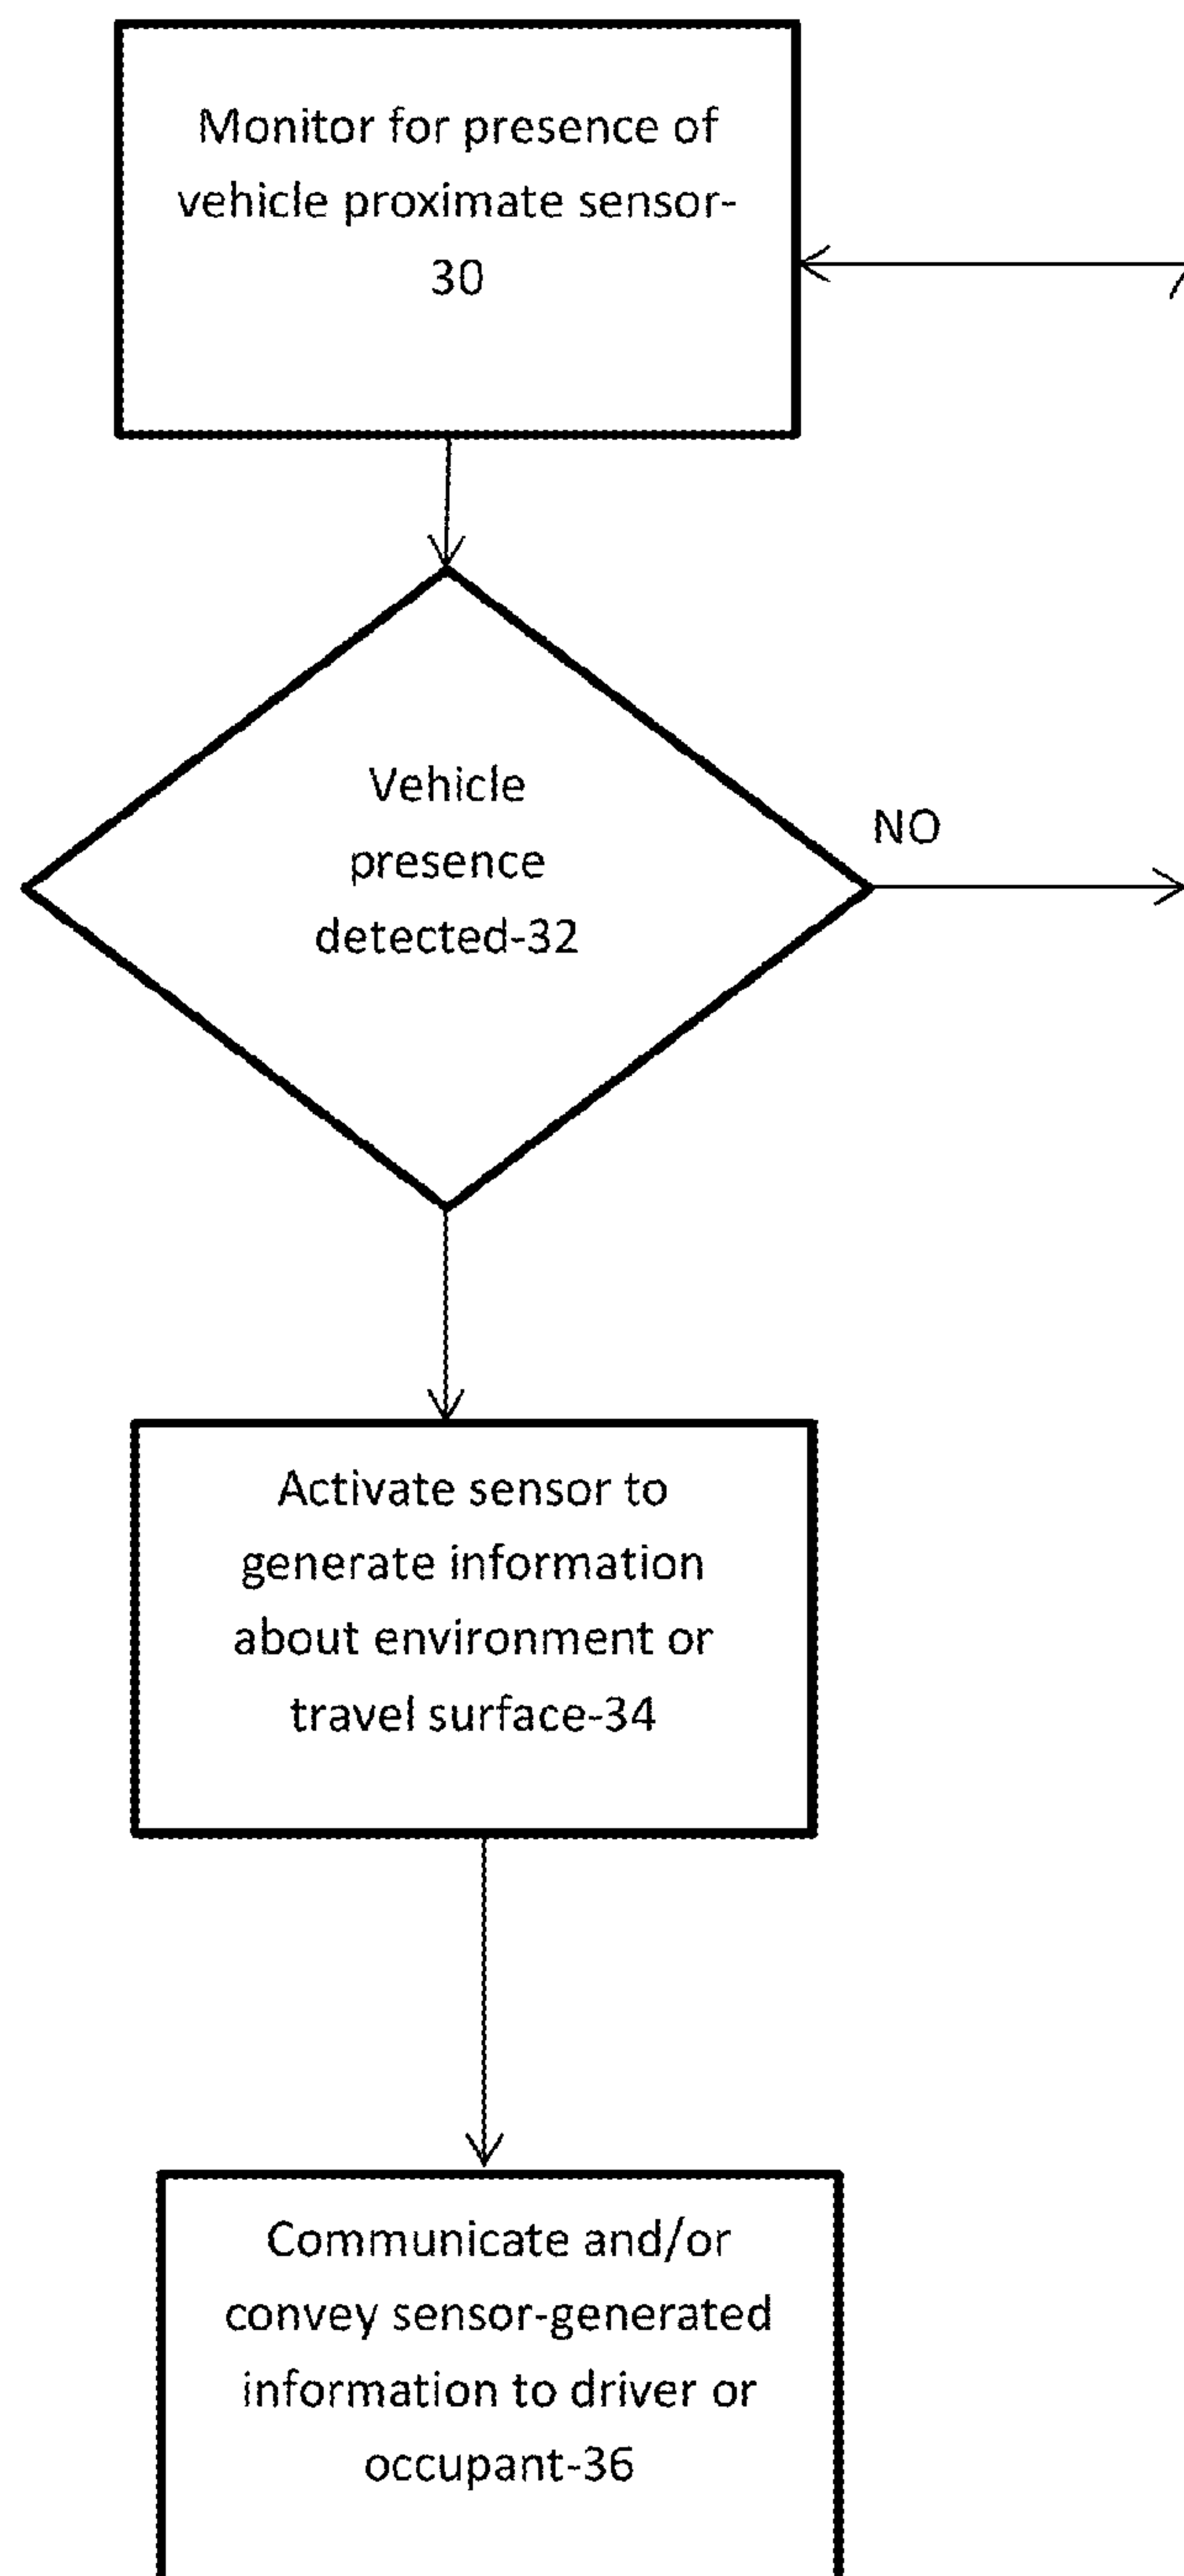 Monitor for presence of
vehicle proximate sensor-
30
Vehicle
presence
detected-32
NO
Activate sensor to
generate information
about environment or
travel surface-34
Communicate and/or
convey sensor-generated
information to driver or
occupant-36